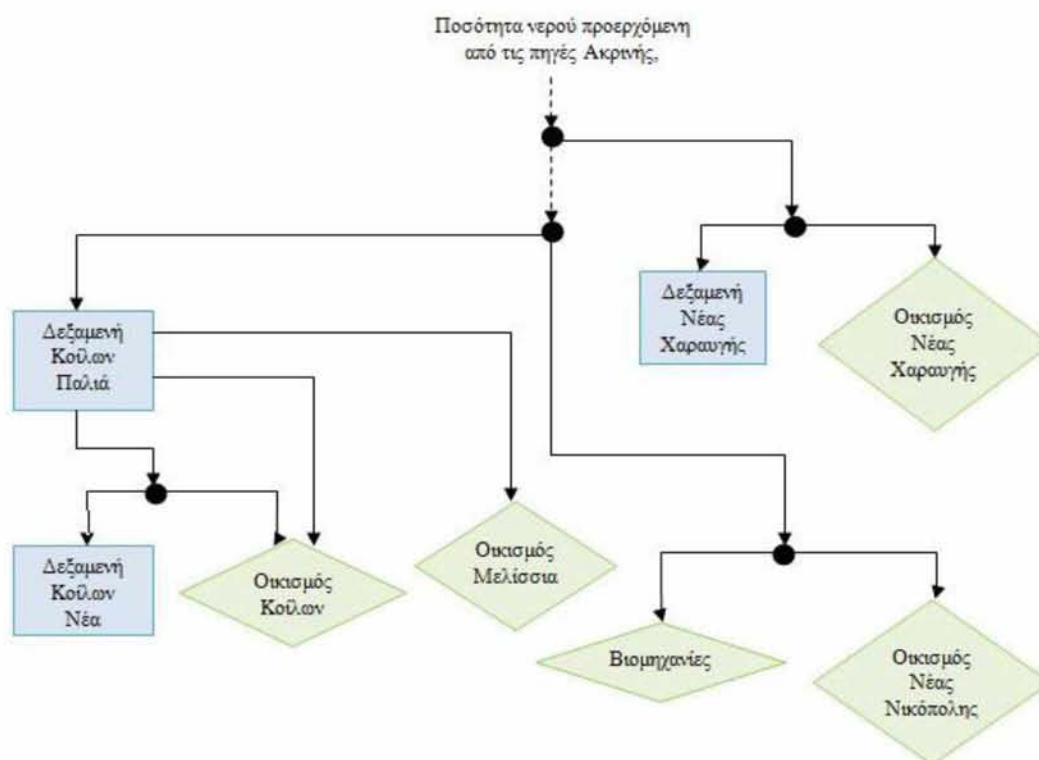 Ποσότητα νερού προερχόμενη
από τις πηγές Ακρινής,
Δεξαμενή
Νέας
Χαραυγής
Οικισμός
Νέας
Χαραυγής
Δεξαμενή
Κοίλων
Παλιά
Δεξαμενή
Κοίλων
Νέα
Οικισμός
Κοίλων
Οικισμός
Μελίσσια
Βιομηχανίες
Οικισμός
Νέας
Νικόπολης